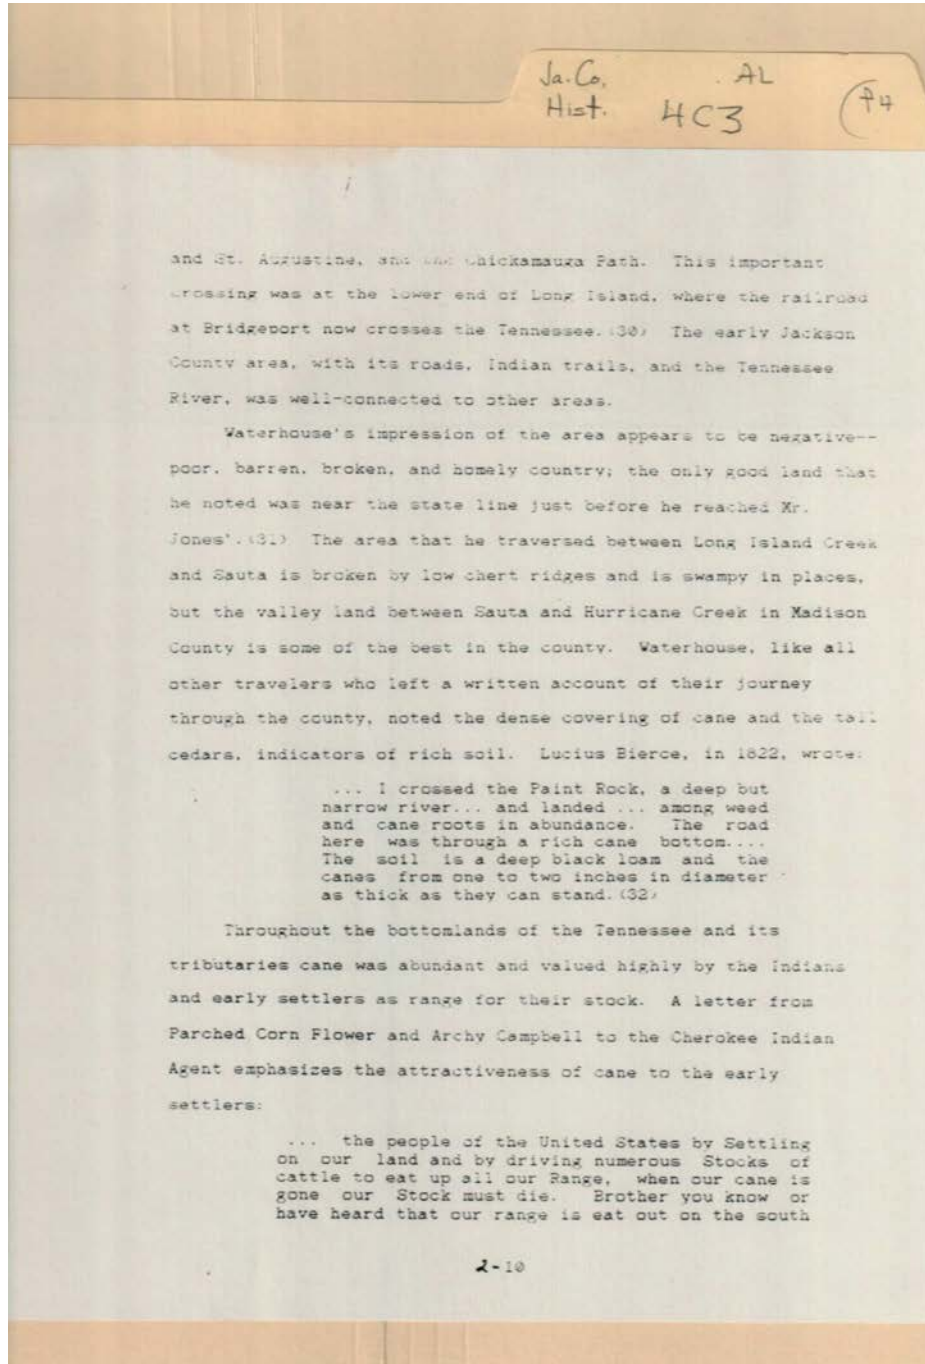 Ja. Co. AL
Hist. 4C3
and St. Augustine, and the Chickamauga Path. This important
crossing was at the lower end of Long Island, where the railroad
at Bridgeport now crosses the Tennessee.(30) The early Jackson
County area, with its roads, Indian trails, and the Tennessee
River, was well-connected to other areas.
Waterhouse's impression of the area appears to be negative--
poor, barren, broken, and homely country; the only good land that
he noted was near the state line just before he reached Mr.
Jones'.(31) The area that he traversed between Long Island Creek
and Sauta is broken by low chert ridges and is swampy in places,
but the valley land between Sauta and Hurricane Creek in Madison
County is some of the best in the county. Waterhouse, like all
other travelers who left a written account of their journey
through the county, noted the dense covering of cane and the tall
cedars, indicators of rich soil. Lucius Bierce, in 1822, wrote:
... I crossed the Paint Rock, a deep but
narrow river... and landed ... among weed
and cane roots in abundance. The road
here was through a rich cane bottom....
The soil is a deep black loam and the
canes from one to two inches in diameter
as thick as they can stand.(32)
Throughout the bottomlands of the Tennessee and its
tributaries cane was abundant and valued highly by the Indians
and early settlers as range for their stock. A letter from
Parched Corn Flower and Archy Campbell to the Cherokee Indian
Agent emphasizes the attractiveness of cane to the early
settlers:
... the people of the United States by Settling
on our land and by driving numerous Stocks of
cattle to eat up all our Range, when our cane is
gone our Stock must die. Brother you know or
have heard that our range is eat out on the south
2-10